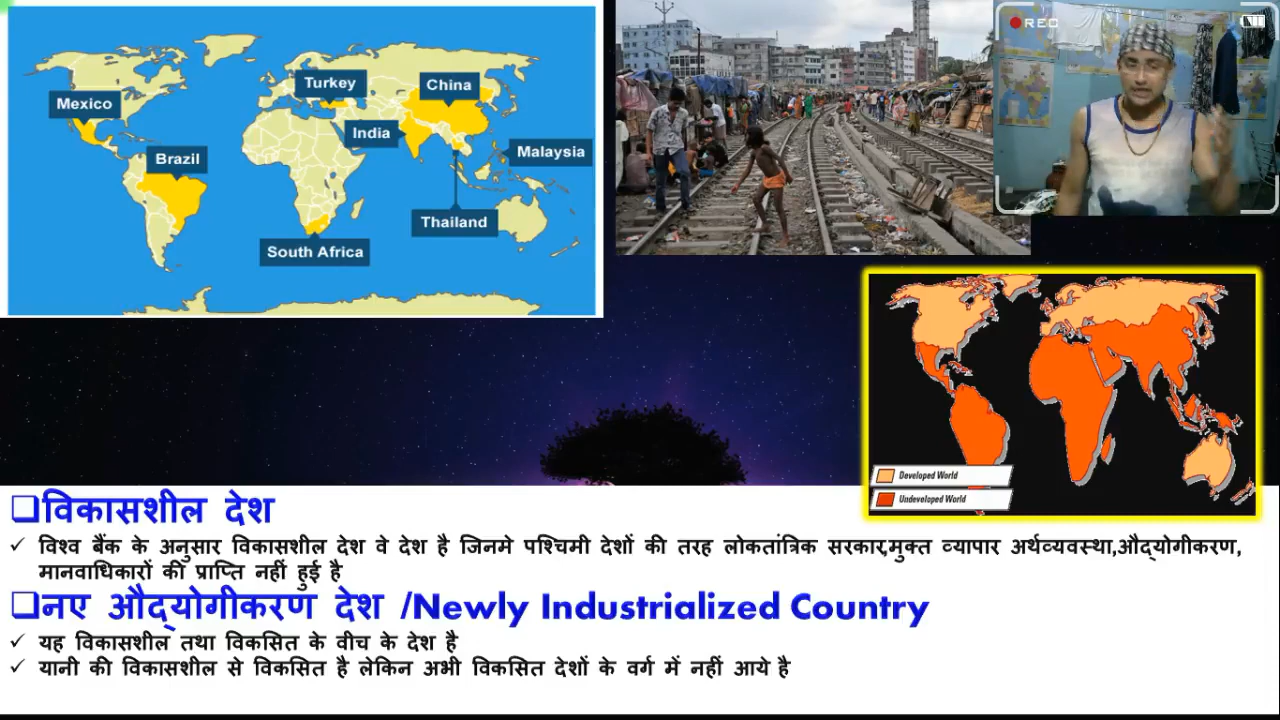 Turkey
China
Mexico
India
Malaysia
Brazil
Thailand
South Africa
REC
Developed World
Undeveloped World
❑विकासशील देश
✓ विश्व बैंक के अनुसार विकासशील देश वे देश है जिनमे पश्चिमी देशों की तरह लोकतांत्रिक सरकार,मुक्त व्यापार अर्थव्यवस्था,औद्योगीकरण,
मानवाधिकारों की प्राप्ति नहीं हुई है
❑नए औद्योगीकरण देश /Newly Industrialized Country
✓ यह विकासशील तथा विकसित के वीच के देश है
✓ यानी की विकासशील से विकसित है लेकिन अभी विकसित देशों के वर्ग में नहीं आये है